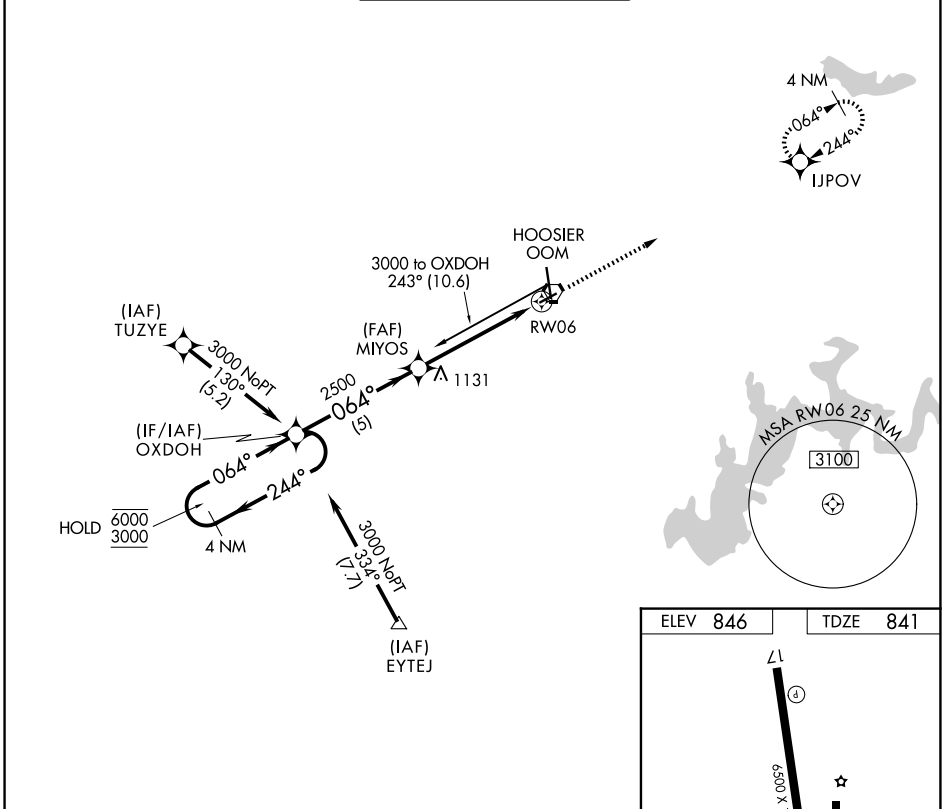 4 NM
064°
244°
IJPOV
HOOSIER
OOM
3000 to OXDOH
243° (10.6)
RW06
(IAF)
TUZYE
3000 NoPT
130°
(5.2)
(FAF)
MIYOS
1131
2500
064°
(5)
(IF/IAF)
OXDOH
064°
244°
HOLD
6000
3000
4 NM
3000 NoPT
334°
(7.7)
(IAF)
EYTEJ
MSA RW06 25 NM
3100
ELEV 846
TDZE 841
17
P
6500 X